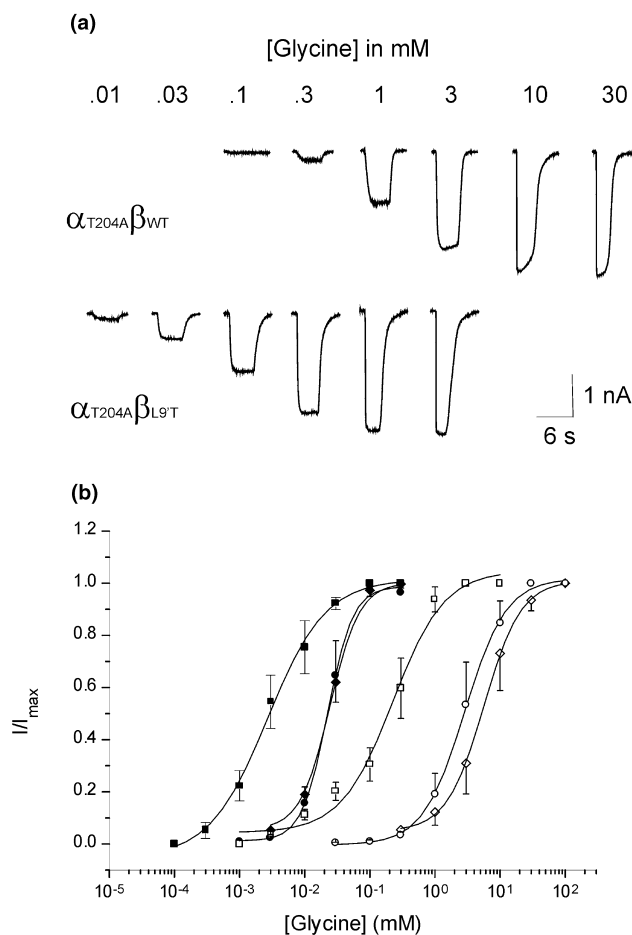 (a)
[Glycine] in mM
.01 .03 .1 .3 1 3 10 30
αT204AβWT
αT204AβL9'T
1 nA
6 s
(b)
1.2
1.0
0.8
0.6
0.4
0.2
0.0
I/Imax
10-5 10-4 10-3 10-2 10-1 100 101 102
[Glycine] (mM)